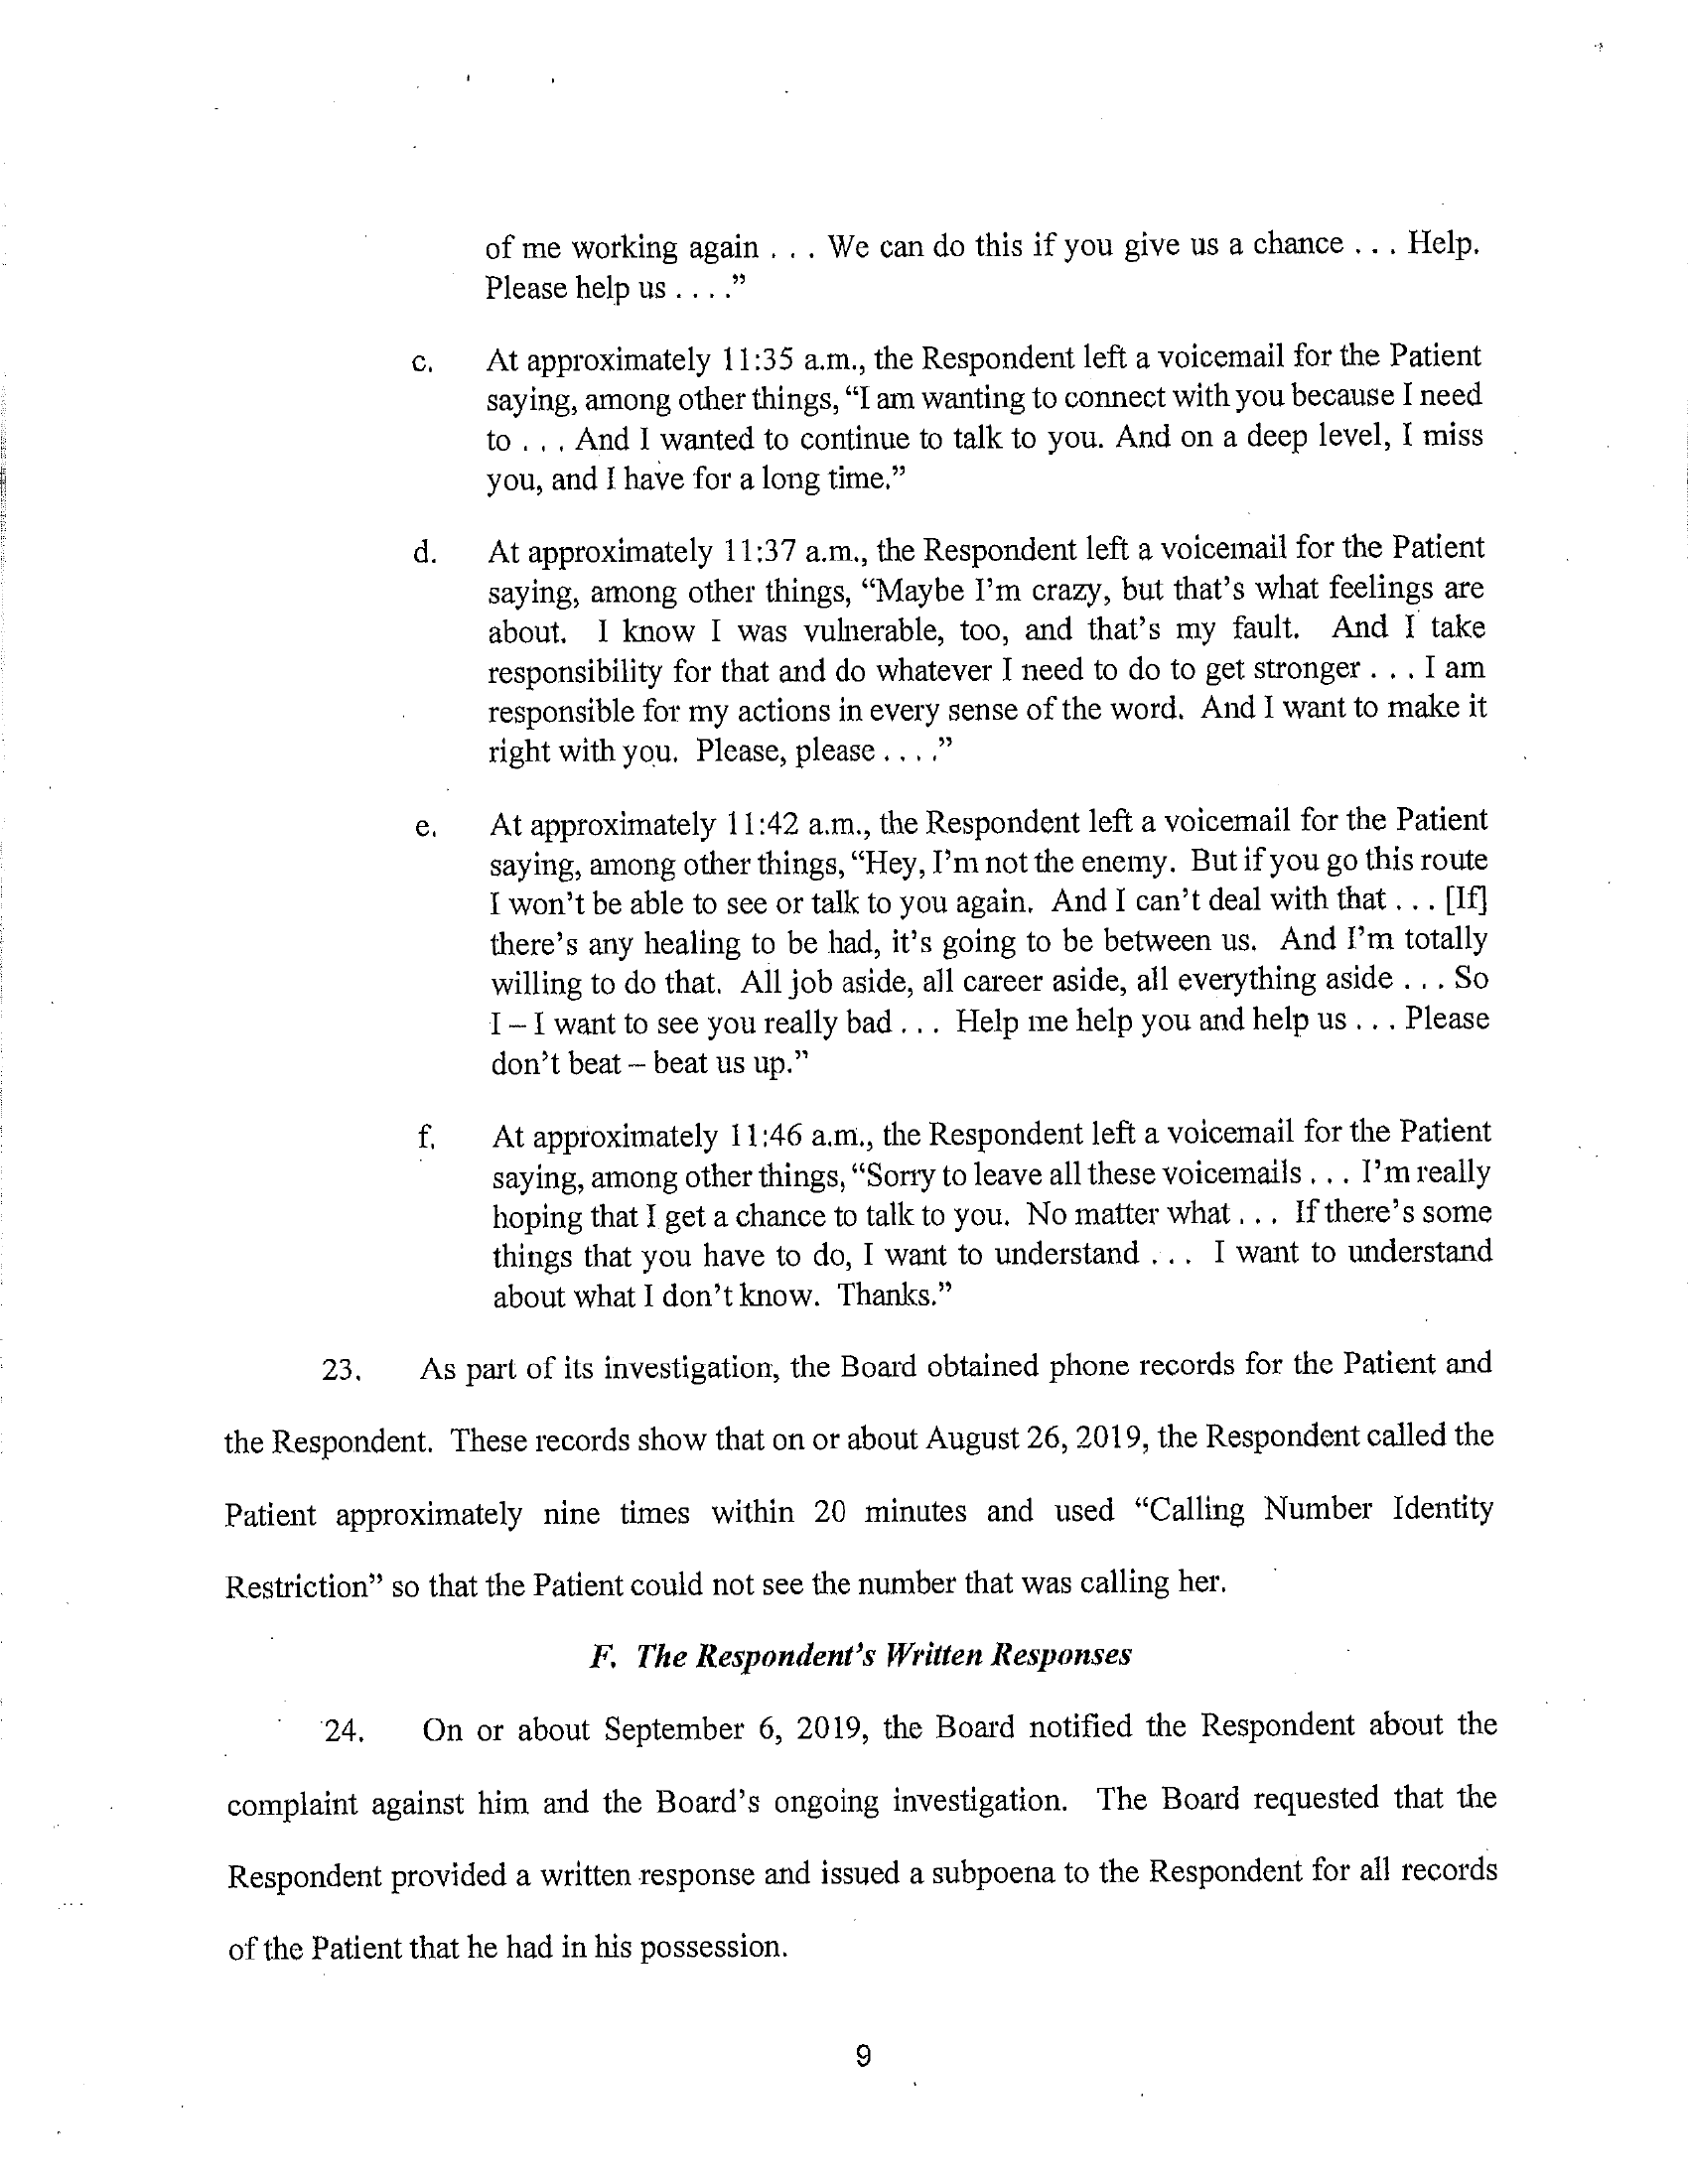 of me working again . . . We can do this if you give us a chance . . . Help.
Please help us . . . .”
c. At approximately 11:35 a.m., the Respondent left a voicemail for the Patient
saying, among other things, “I am wanting to connect with you because I need
to . . . And I wanted to continue to talk to you. And on a deep level, I miss
you, and I have for a long time.”
d. At approximately 11:37 a.m., the Respondent left a voicemail for the Patient
saying, among other things, “Maybe I’m crazy, but that’s what feelings are
about. I know I was vulnerable, too, and that’s my fault. And I take
responsibility for that and do whatever I need to do to get stronger . . . I am
responsible for my actions in every sense of the word. And I want to make it
right with you. Please, please . . . .”
e. At approximately 11:42 a.m., the Respondent left a voicemail for the Patient
saying, among other things, “Hey, I’m not the enemy. But if you go this route
I won’t be able to see or talk to you again. And I can’t deal with that . . . [If]
there’s any healing to be had, it’s going to be between us. And I’m totally
willing to do that. All job aside, all career aside, all everything aside . . . So
I – I want to see you really bad . . . Help me help you and help us . . . Please
don’t beat – beat us up.”
f. At approximately 11:46 a.m., the Respondent left a voicemail for the Patient
saying, among other things, “Sorry to leave all these voicemails . . . I’m really
hoping that I get a chance to talk to you. No matter what . . . If there’s some
things that you have to do, I want to understand . . . I want to understand
about what I don’t know. Thanks.”
23. As part of its investigation, the Board obtained phone records for the Patient and
the Respondent. These records show that on or about August 26, 2019, the Respondent called the
Patient approximately nine times within 20 minutes and used “Calling Number Identity
Restriction” so that the Patient could not see the number that was calling her.
F. The Respondent’s Written Responses
24. On or about September 6, 2019, the Board notified the Respondent about the
complaint against him and the Board’s ongoing investigation. The Board requested that the
Respondent provided a written response and issued a subpoena to the Respondent for all records
of the Patient that he had in his possession.
9